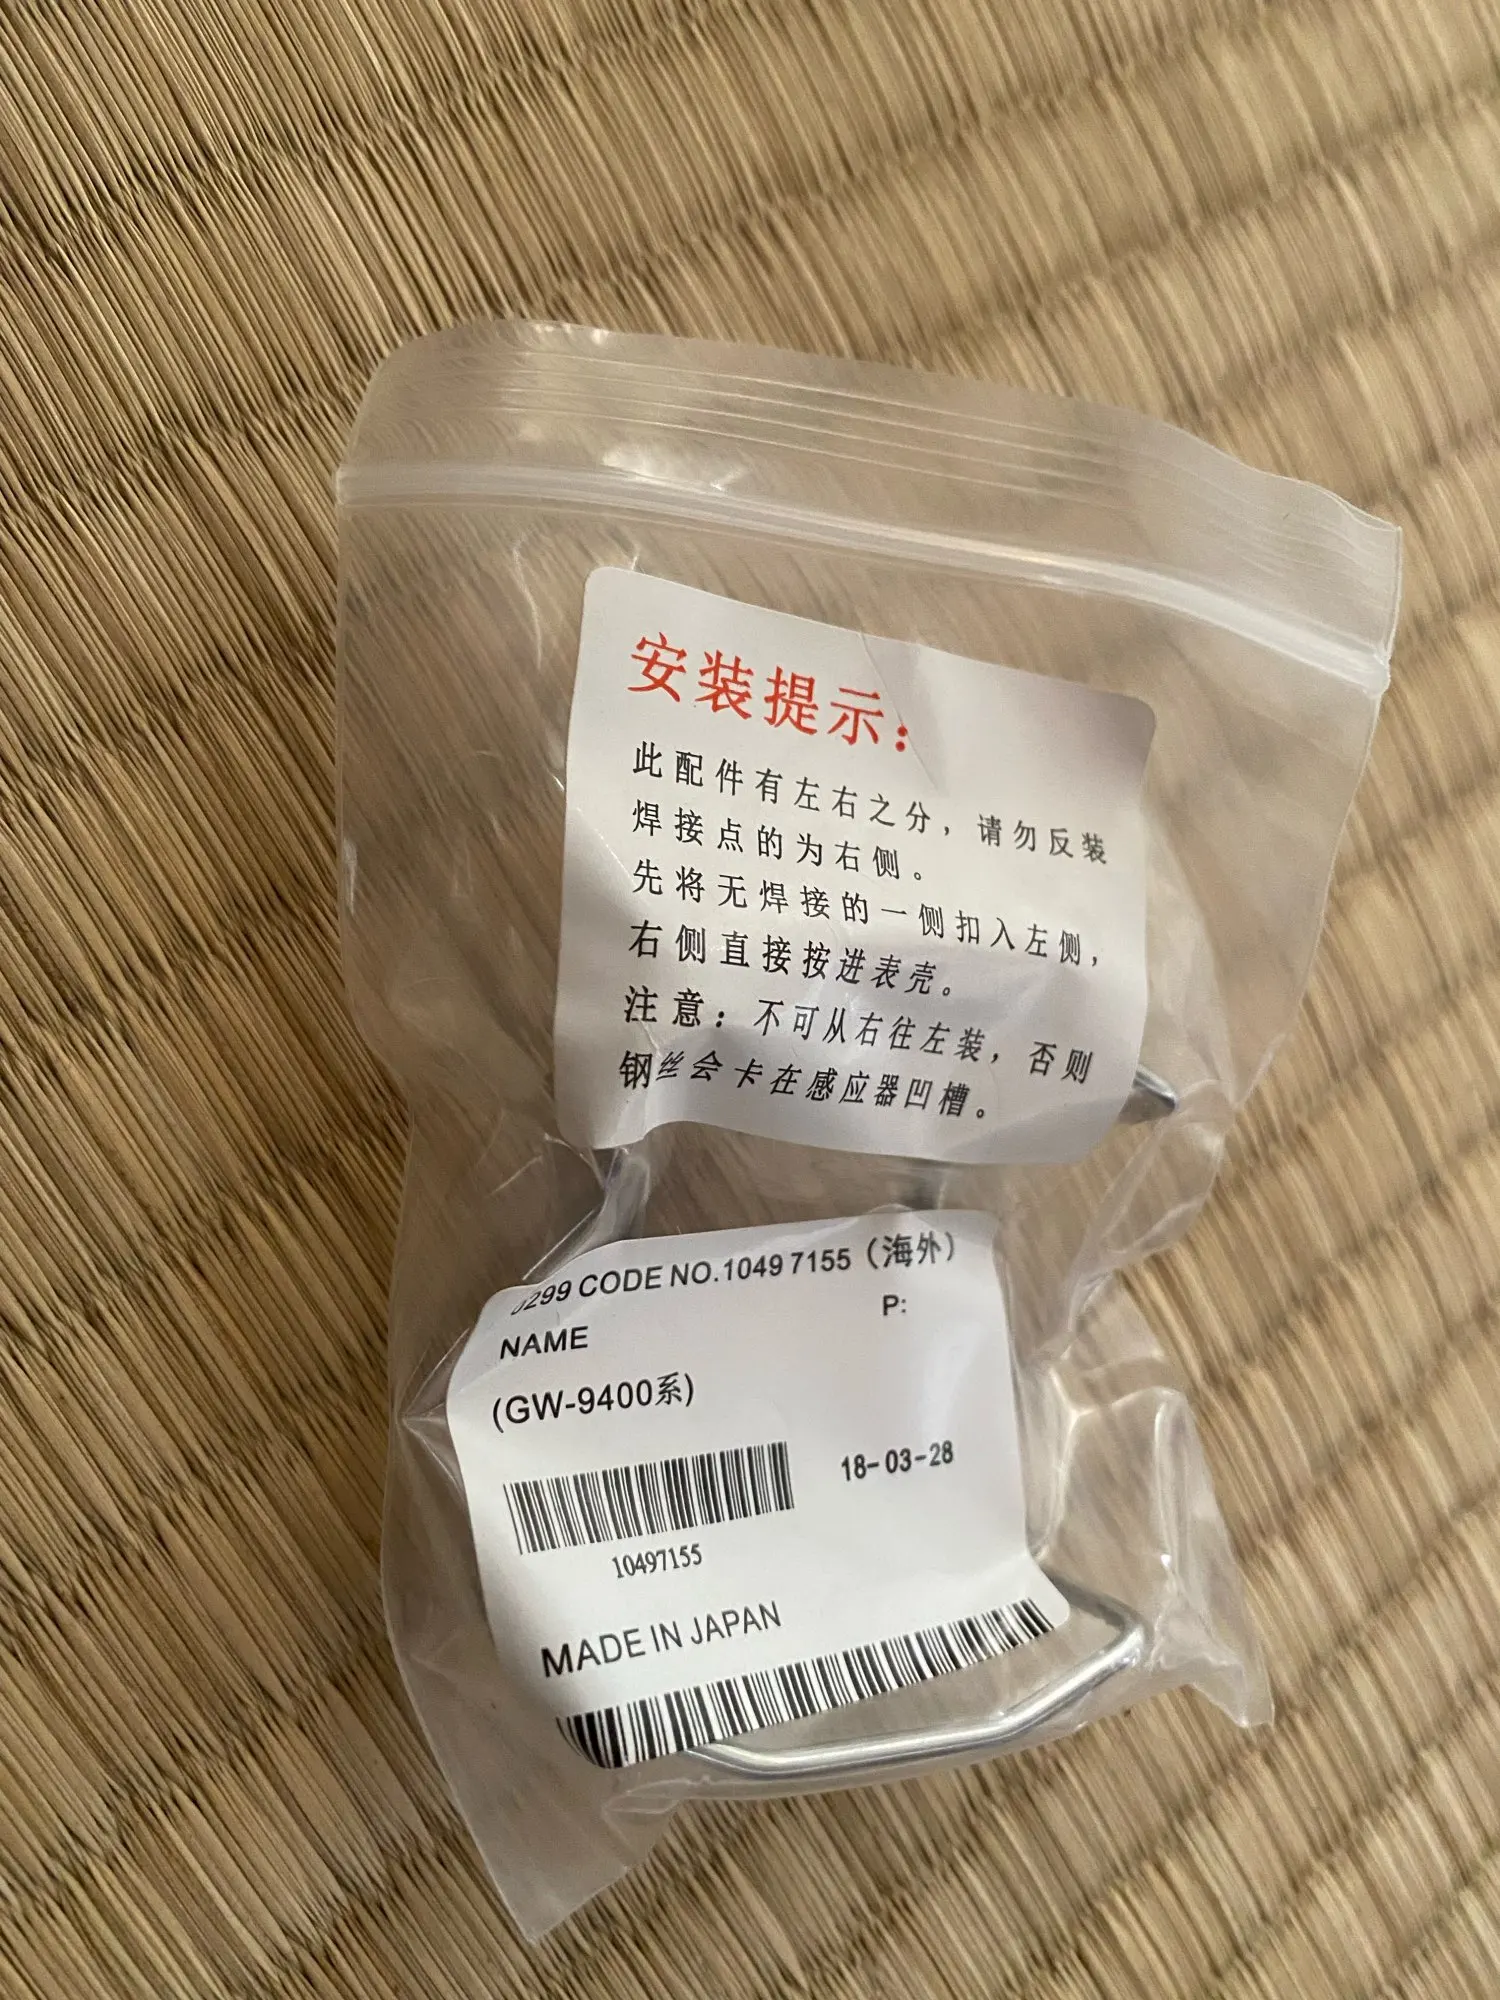 安装提示：
此配件有左右之分，请勿反装
焊接点的为右侧。
先将无焊接的一侧扣入左侧，
右侧直接按进表壳。
注意：不可从右往左装，否则
钢丝会卡在感应器凹槽。
CODE NO.1049 7155（海外）
NAME P:
(GW-9400系)
18-03-28
10497155
MADE IN JAPAN